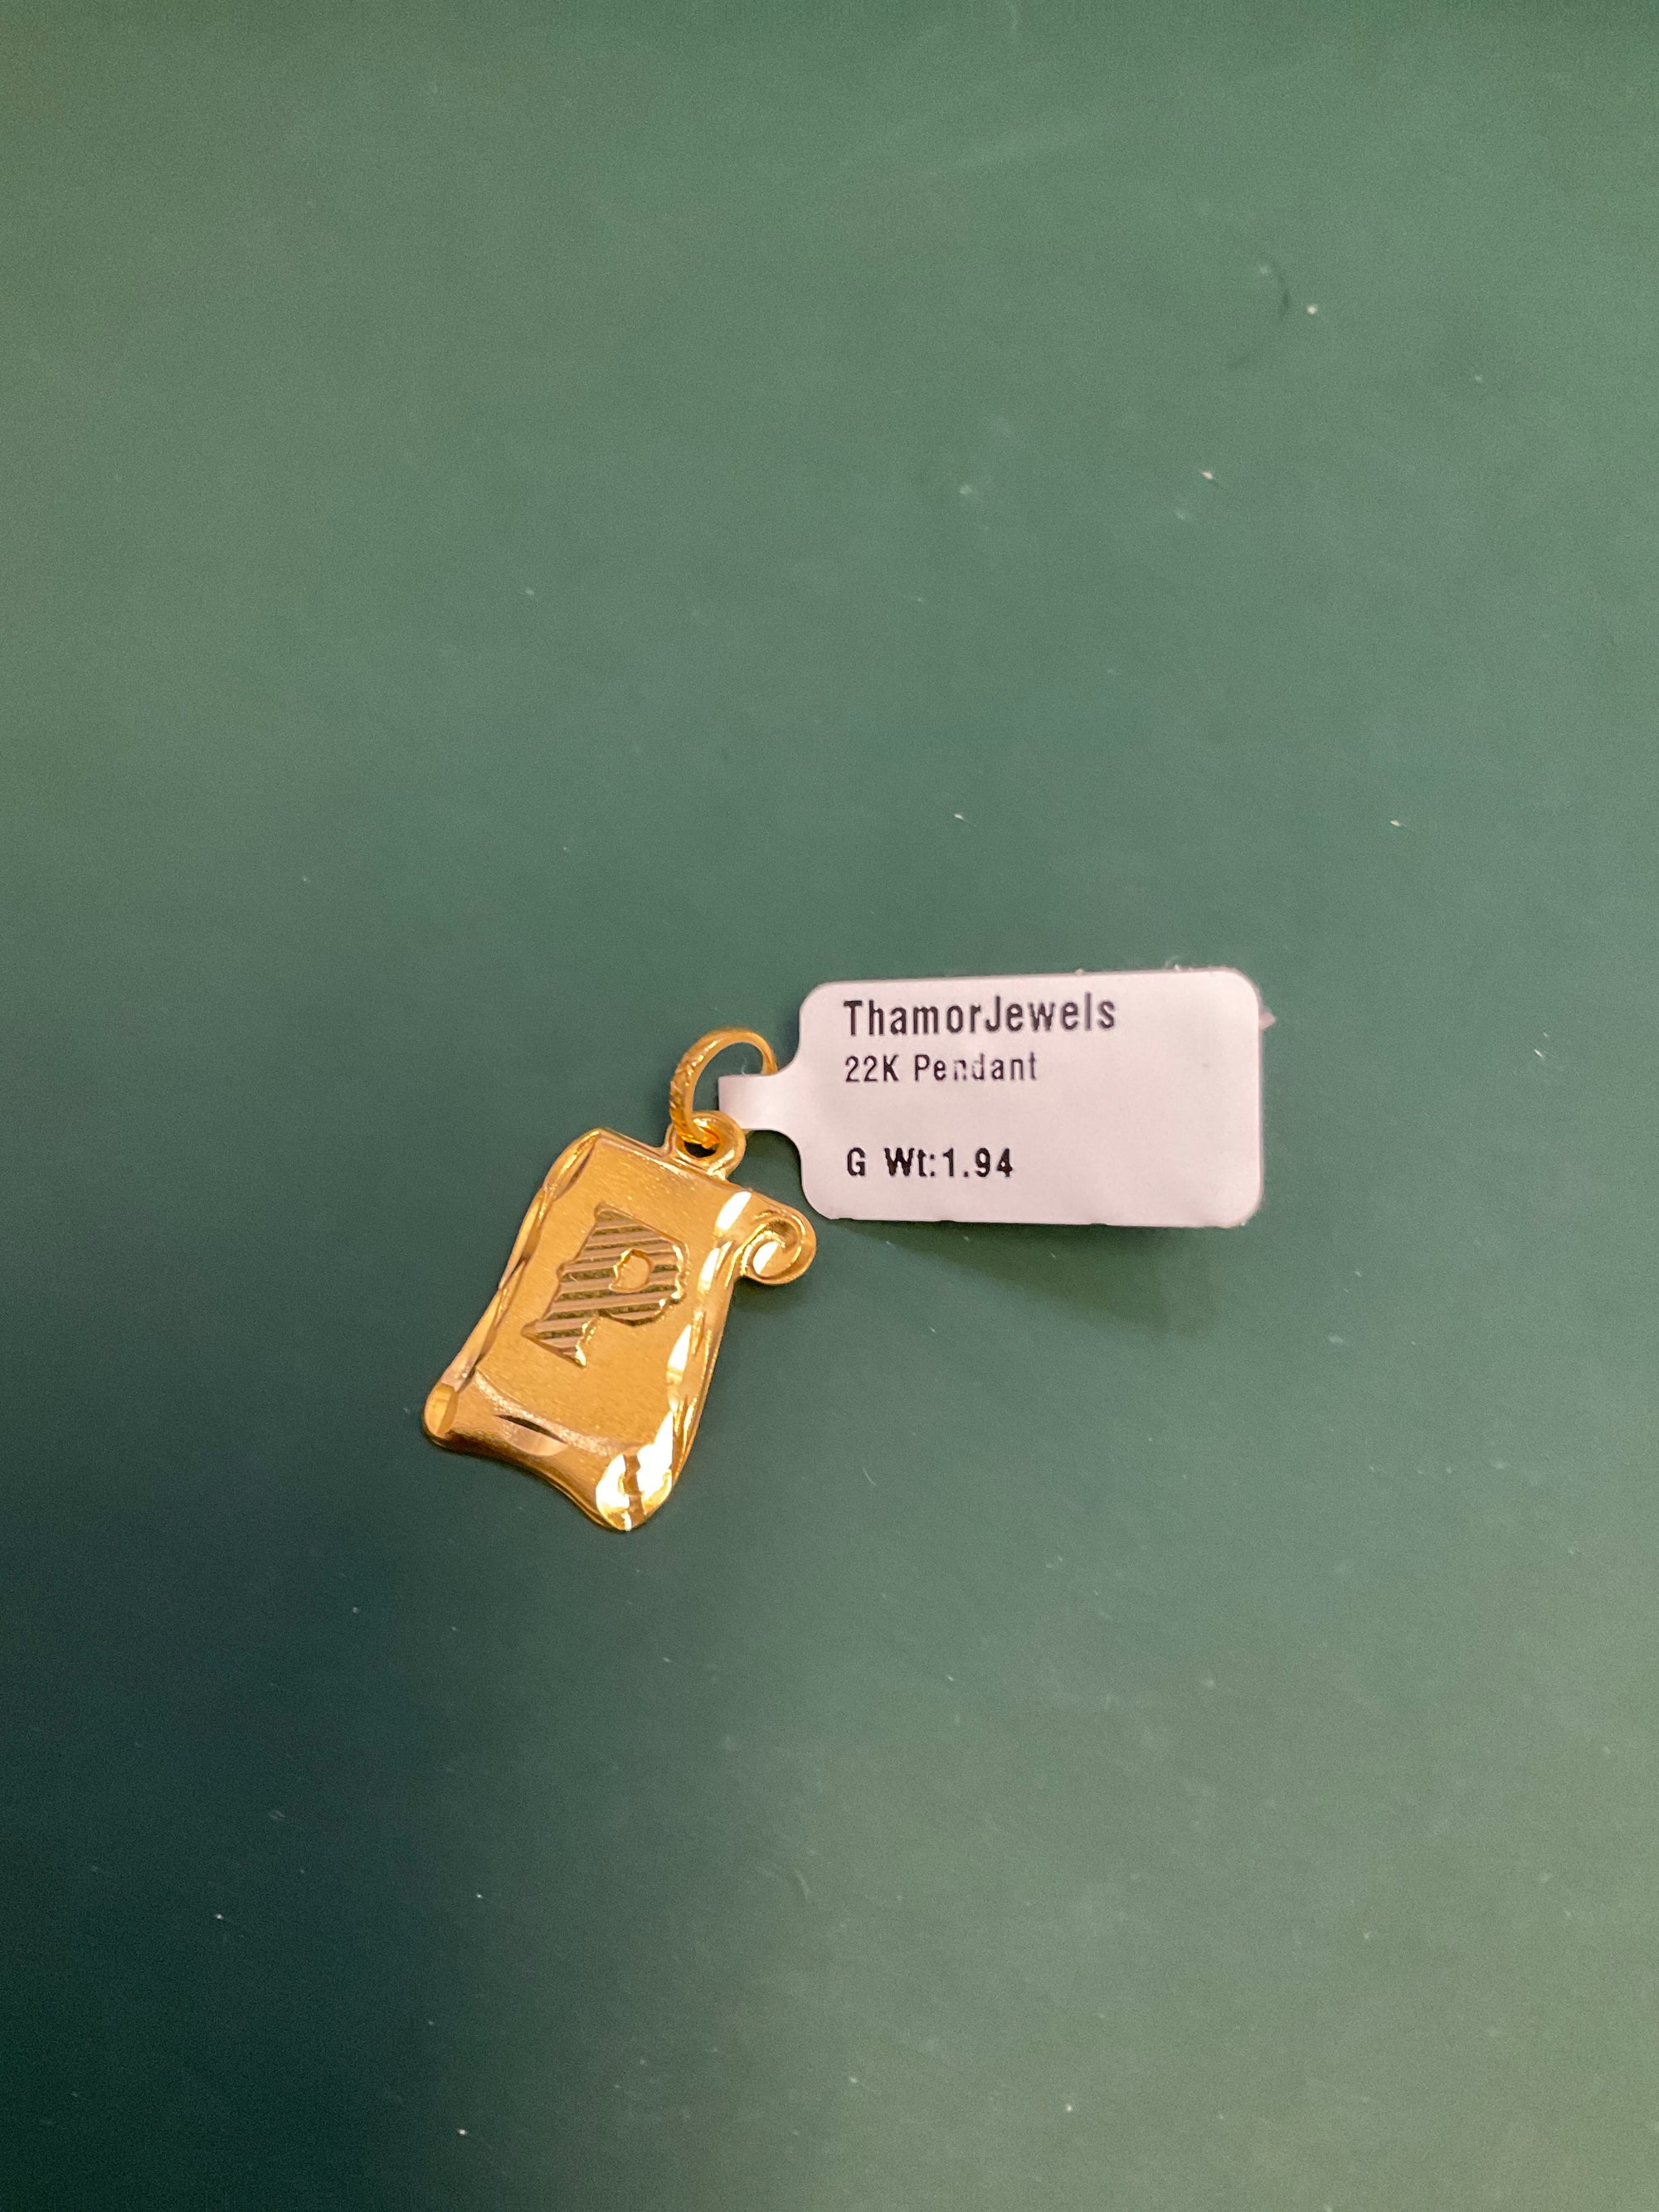 ThamorJewels
22K Pendant
G Wt:1.94
P